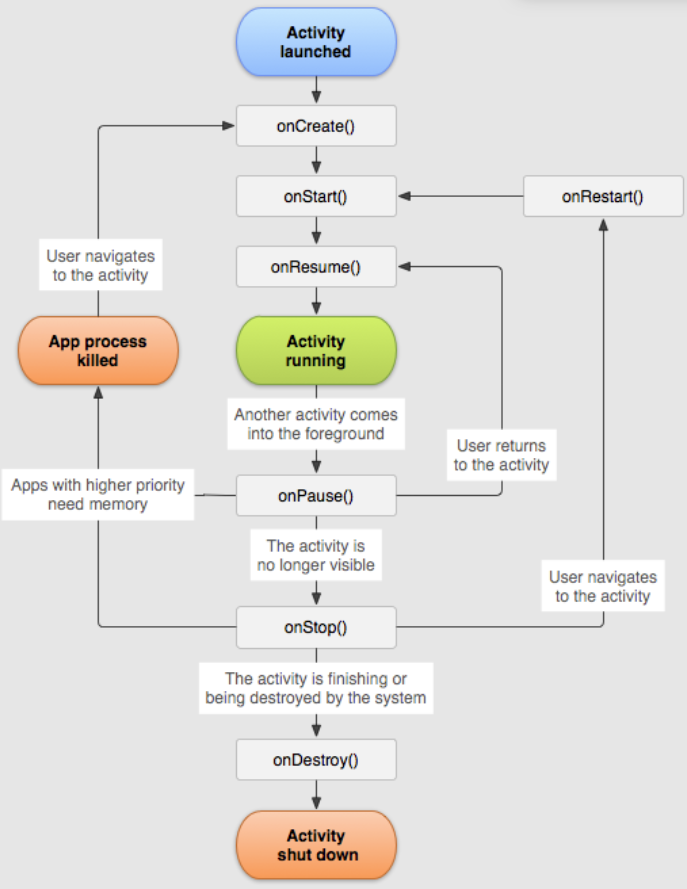 Activity
launched
onCreate()
onStart()
onRestart()
onResume()
User navigates
to the activity
App process
killed
Activity
running
Another activity comes
into the foreground
User returns
to the activity
Apps with higher priority
need memory
onPause()
The activity is
no longer visible
User navigates
to the activity
onStop()
The activity is finishing or
being destroyed by the system
onDestroy()
Activity
shut down